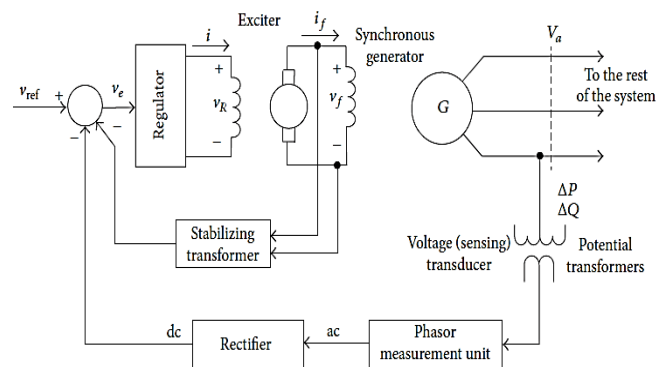 Exciter
Synchronous
generator
i
i_f
V_a
v_ref
+
−
−
v_e
−
Regulator
+
v_R
−
+
v_f
−
G
To the rest
of the system
ΔP
ΔQ
Stabilizing
transformer
Voltage (sensing)
transducer
Potential
transformers
dc
Rectifier
ac
Phasor
measurement unit